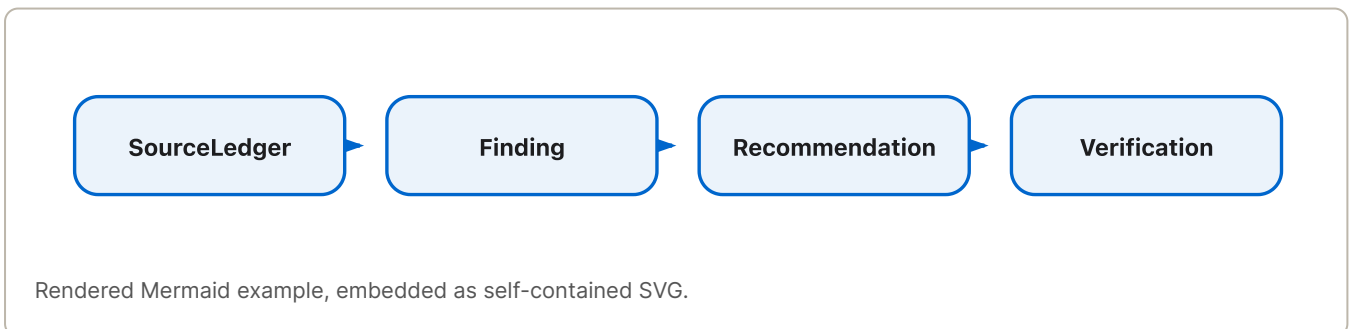 SourceLedger
Finding
Recommendation
Verification
Rendered Mermaid example, embedded as self-contained SVG.